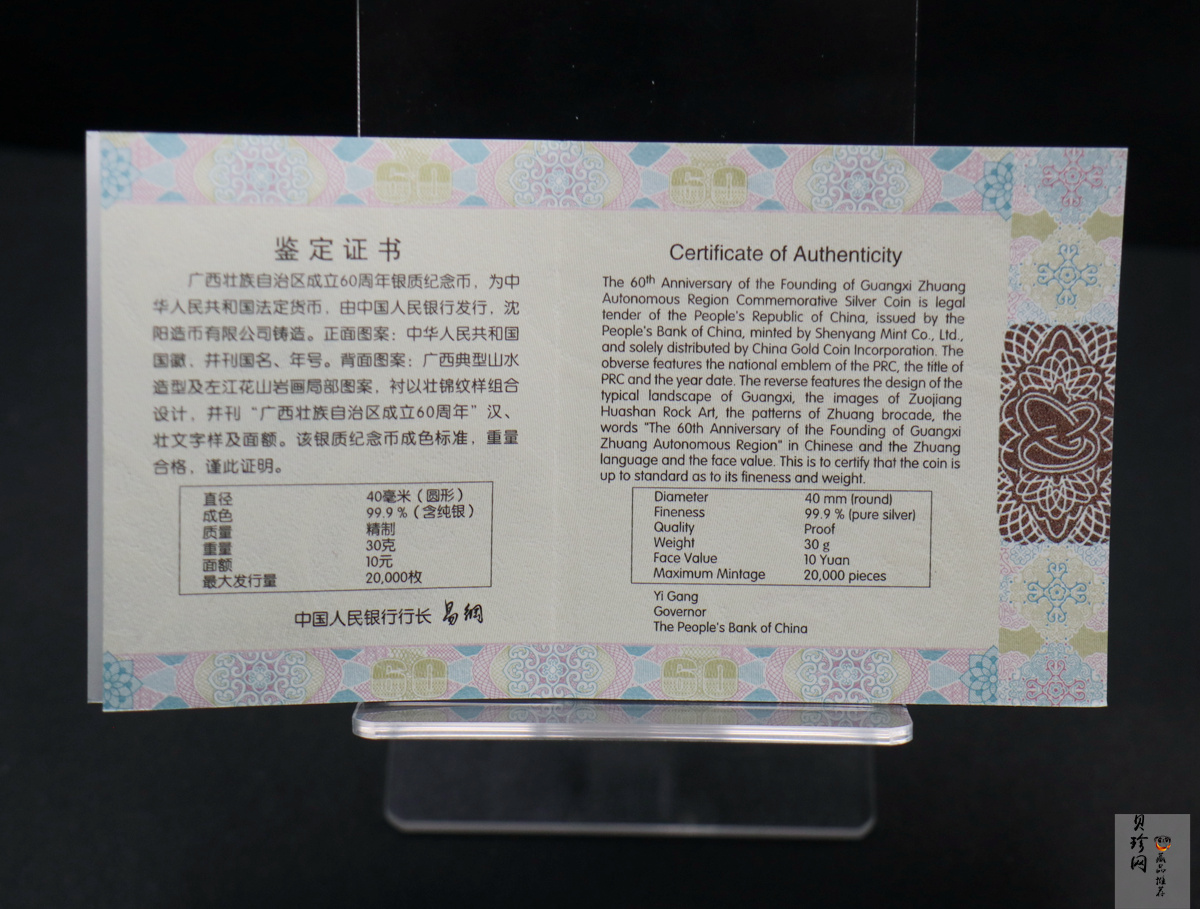 鉴定证书
广西壮族自治区成立60周年银质纪念币，为中
华人民共和国法定货币，由中国人民银行发行，沈
阳造币有限公司铸造。正面图案：中华人民共和国
国徽，并刊国名、年号。背面图案：广西典型山水
造型及左江花山岩画局部图案，衬以壮锦纹样组合
设计，并刊“广西壮族自治区成立60周年”汉、
壮文字样及面额。该银质纪念币成色标准，重量
合格，谨此证明。
直径 40毫米（圆形）
成色 99.9%（含纯银）
质量 精制
重量 30克
面额 10元
最大发行量 20,000枚
中国人民银行行长 易纲
Certificate of Authenticity
The 60th Anniversary of the Founding of Guangxi Zhuang
Autonomous Region Commemorative Silver Coin is legal
tender of the People's Republic of China, issued by the
People's Bank of China, minted by Shenyang Mint Co., Ltd.,
and solely distributed by China Gold Coin Incorporation. The
obverse features the national emblem of the PRC, the title of
PRC and the year date. The reverse features the design of the
typical landscape of Guangxi, the images of Zuojiang
Huashan Rock Art, the patterns of Zhuang brocade, the
words "The 60th Anniversary of the Founding of Guangxi
Zhuang Autonomous Region" in Chinese and the Zhuang
language and the face value. This is to certify that the coin is
up to standard as to its fineness and weight.
Diameter 40 mm (round)
Fineness 99.9 % (pure silver)
Quality Proof
Weight 30 g
Face Value 10 Yuan
Maximum Mintage 20,000 pieces
Yi Gang
Governor
The People's Bank of China
60
60
60
60
贝珍网
藏品推荐